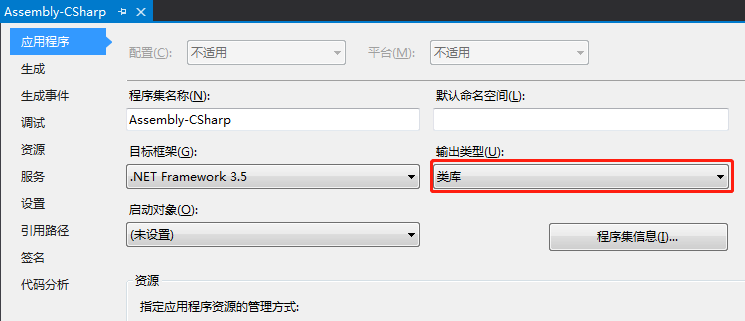 Assembly-CSharp
应用程序
生成
生成事件
调试
资源
服务
设置
引用路径
签名
代码分析
配置(C): 不适用 平台(M): 不适用
程序集名称(N): 默认命名空间(L):
Assembly-CSharp
目标框架(G): 输出类型(U):
.NET Framework 3.5 类库
启动对象(O):
(未设置) 程序集信息(I)...
资源
指定应用程序资源的管理方式: